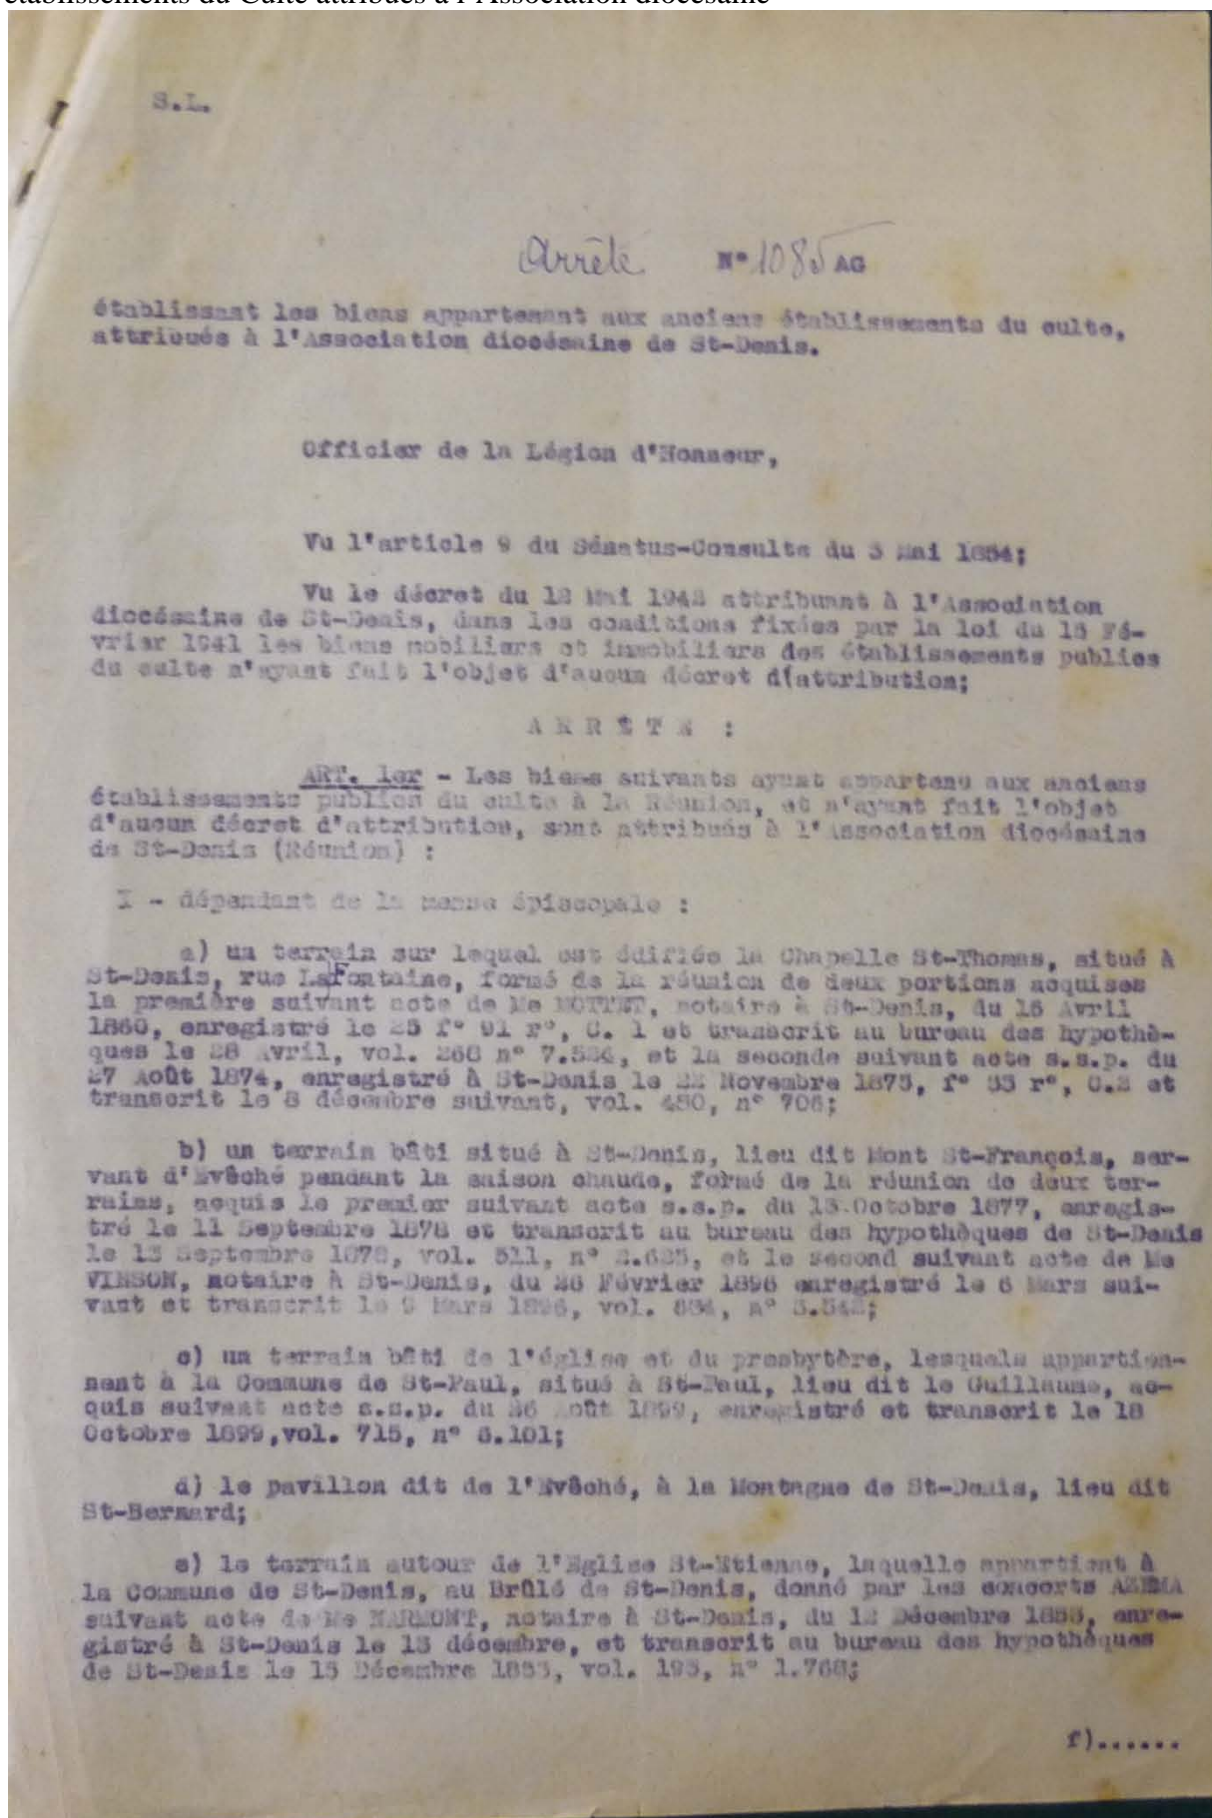 établissements du Culte attribués à l'Association diocésaine
S.L.
Arrêté N° 1085 AG
établissant les biens appartenant aux anciens établissements du culte,
attribués à l'Association diocésaine de St-Denis.
Officier de la Légion d'Honneur,
Vu l'article 9 du Sénatus-Consulte du 3 Mai 1854;
Vu le décret du 12 Mai 1942 attribuant à l'Association
diocésaine de St-Denis, dans les conditions fixées par la loi du 15 Fé-
vrier 1941 les biens mobiliers et immobiliers des établissements publics
du culte n'ayant fait l'objet d'aucun décret d(attribution;
A R R Ê T E :
ART. 1er - Les biens suivants ayant appartenu aux anciens
établissements publics du culte à la Réunion, et n'ayant fait l'objet
d'aucun décret d'attribution, sont attribués à l'Association diocésaine
de St-Denis (Réunion) :
I - dépendant de la mense épiscopale :
a) un terrain sur lequel est édifiée la Chapelle St-Thomas, situé à
St-Denis, rue LaFontaine, formé de la réunion de deux portions acquises
la première suivant acte de Me MOTTET, notaire à St-Denis, du 15 Avril
1860, enregistré le 25 f° 91 r°, C. 1 et transcrit au bureau des hypothè-
ques le 28 Avril, vol. 268 n° 7.524, et la seconde suivant acte s.s.p. du
27 Août 1874, enregistré à St-Denis le 22 Novembre 1875, f° 53 r°, C.2 et
transcrit le 8 décembre suivant, vol. 480, n° 706;
b) un terrain bâti situé à St-Denis, lieu dit Mont St-François, ser-
vant d'Evêché pendant la saison chaude, formé de la réunion de deux ter-
rains, acquis le premier suivant acte s.s.p. du 15 Octobre 1877, enregis-
tré le 11 Septembre 1878 et transcrit au bureau des hypothèques de St-Denis
le 13 Septembre 1878, vol. 511, n° 2.625, et le second suivant acte de Me
VINSON, notaire à St-Denis, du 26 Février 1896 enregistré le 6 Mars sui-
vant et transcrit le 9 Mars 1896, vol. 684, n° 3.542;
c) un terrain bâti de l'église et du presbytère, lesquels appartien-
nent à la Commune de St-Paul, situé à St-Paul, lieu dit le Guillaume, ac-
quis suivant acte s.s.p. du 26 Août 1899, enregistré et transcrit le 18
Octobre 1899,vol. 715, n° 6.101;
d) le pavillon dit de l'Evêché, à la Montagne de St-Denis, lieu dit
St-Bernard;
e) le terrain autour de l'Eglise St-Etienne, laquelle appartient à
la Commune de St-Denis, au Brûlé de St-Denis, donné par les consorts AZEMA
suivant acte de Me MARMONT, notaire à St-Denis, du 12 Décembre 1853, enre-
gistré à St-Denis le 13 décembre, et transcrit au bureau des hypothèques
de St-Denis le 15 Décembre 1853, vol. 193, n° 1.768;
f)......